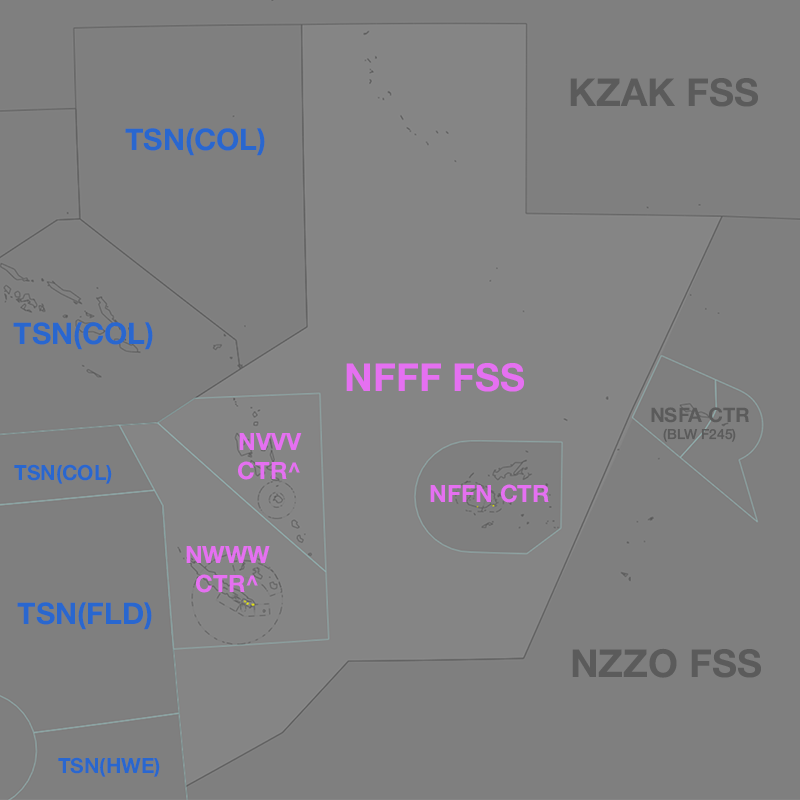 KZAK FSS
TSN(COL)
TSN(COL)
NFFF FSS
NSFA CTR
(BLW F245)
NVVV
CTR^
TSN(COL)
NFFN CTR
NWWW
CTR^
TSN(FLD)
NZZO FSS
TSN(HWE)